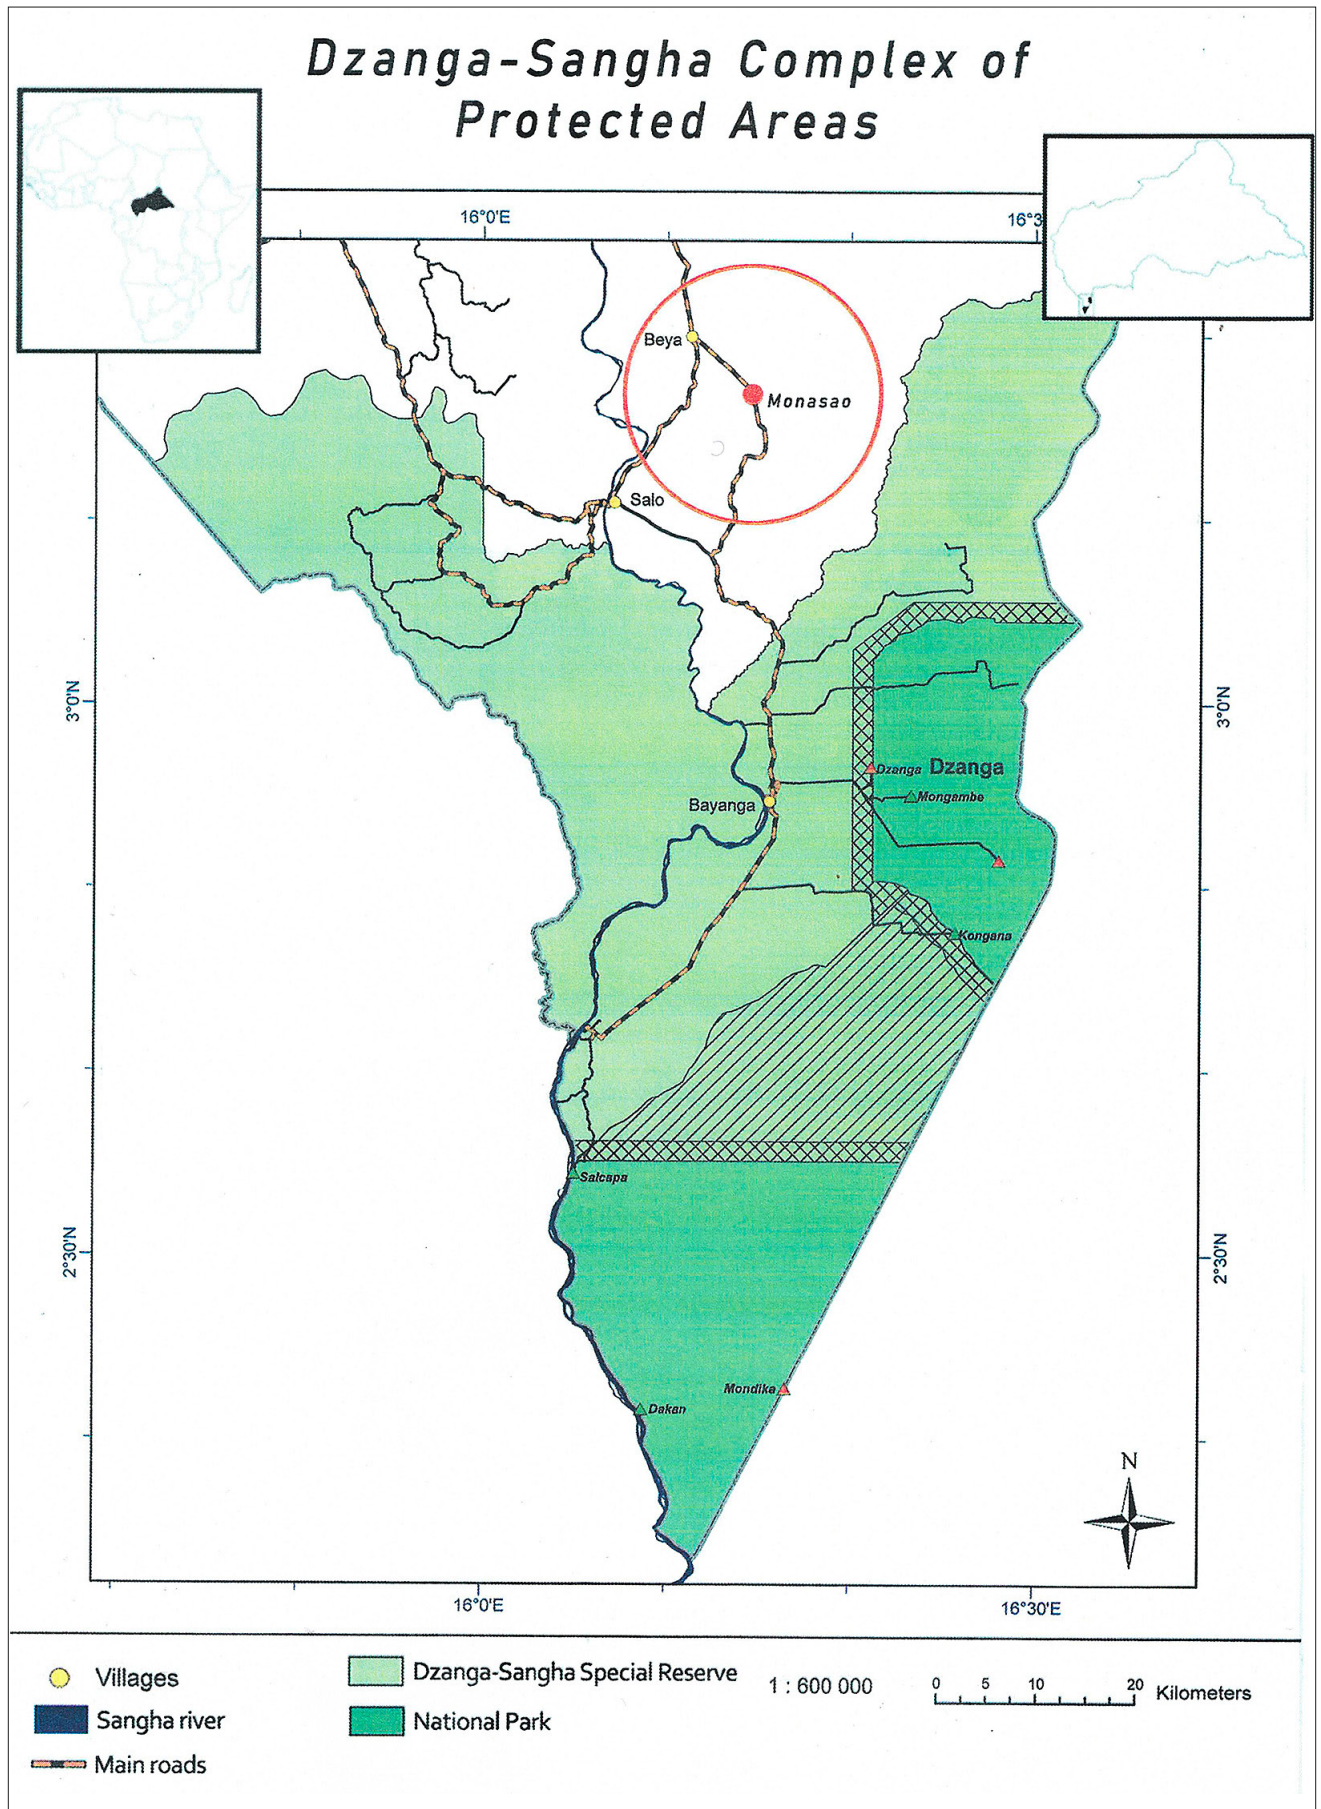 Dzanga-Sangha Complex of
Protected Areas
16°0'E
16°3
Beya
Monasao
Salo
3°0'N
3°0'N
Dzanga
Dzanga
Mongambe
Bayanga
Kongana
Salcapa
2°30'N
2°30'N
Mondika
Dakan
N
16°0'E
16°30'E
Villages
Sangha river
Main roads
Dzanga-Sangha Special Reserve
National Park
1 : 600 000
0 5 10 20 Kilometers